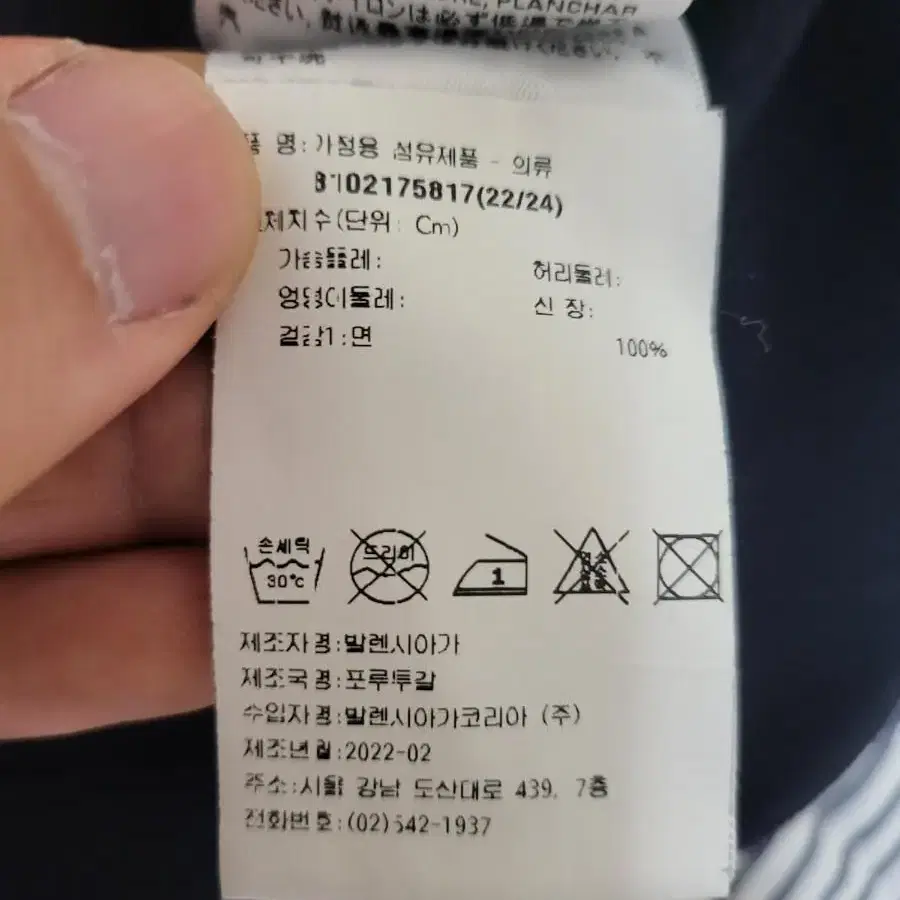 PLANCHAR
품 명:가정용 섬유제품 - 의류
8102175817(22/24)
체치수(단위: Cm)
가슴둘레: 허리둘레:
엉덩이둘레: 신 장:
겉감1:면 100%
손세탁 30℃ 드라이 1
제조자명:발렌시아가
제조국명:포루투갈
수입자명:발렌시아가코리아 (주)
제조년월:2022-02
주소:서울 강남 도산대로 439, 7층
전화번호:(02)542-1937